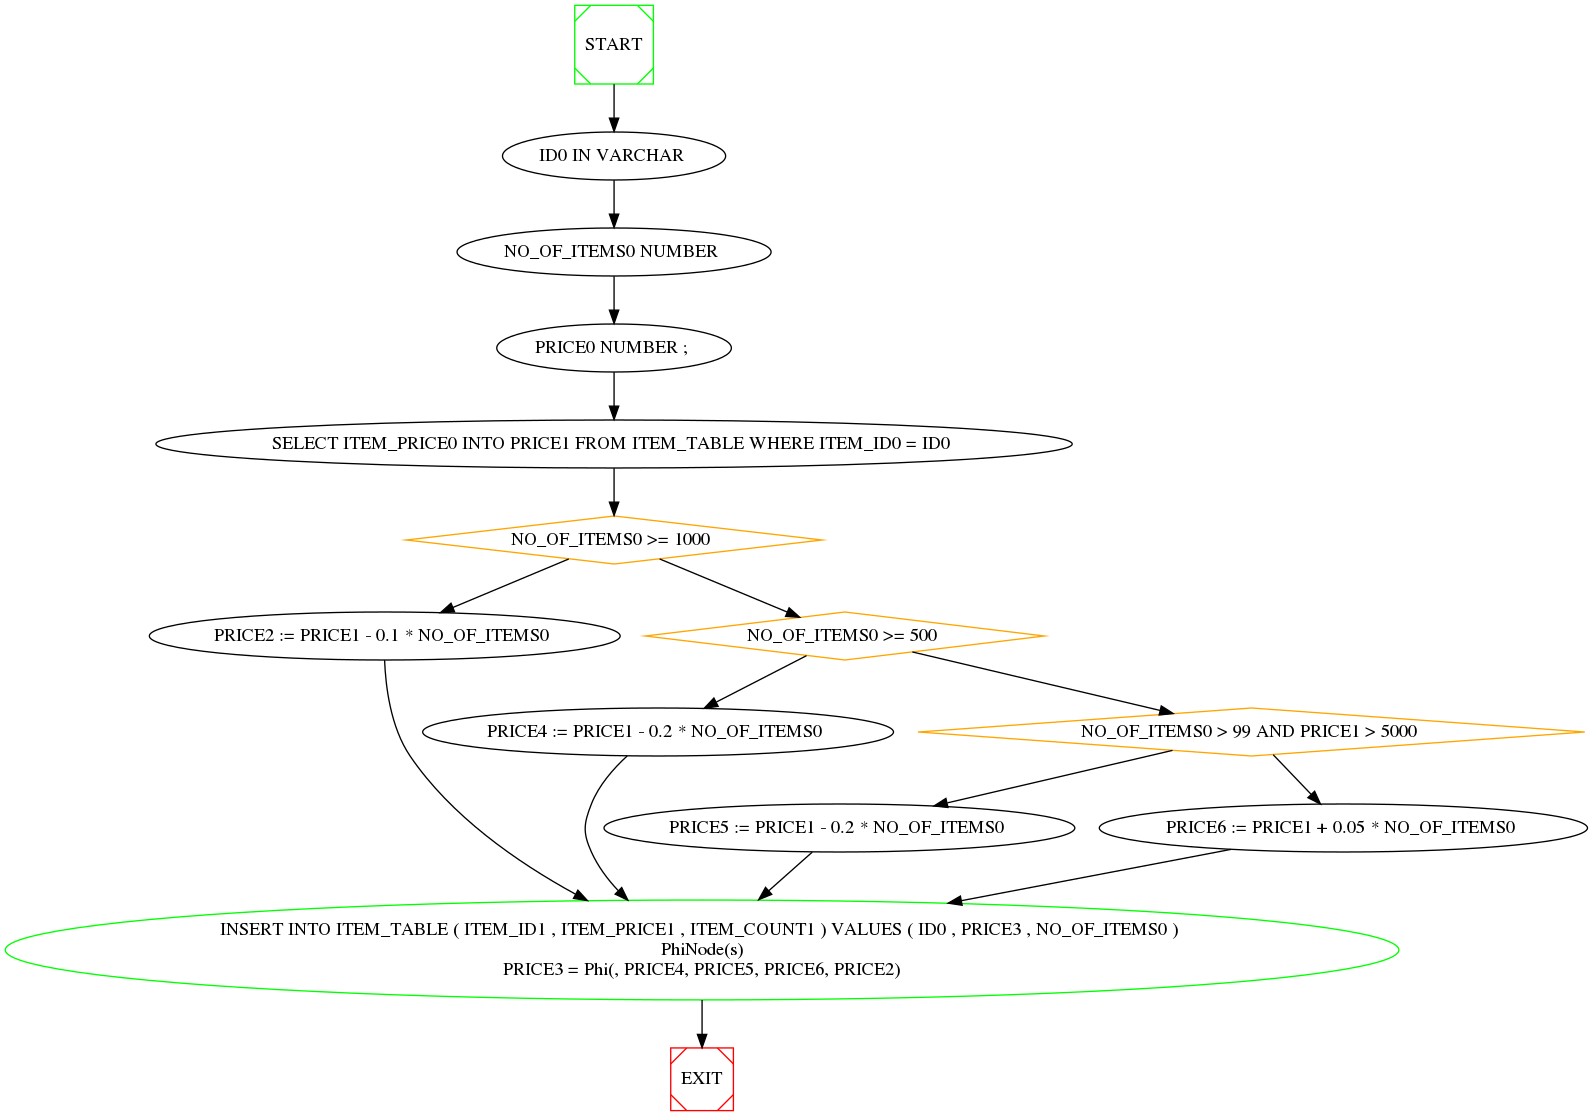 START
ID0 IN VARCHAR
NO_OF_ITEMS0 NUMBER
PRICE0 NUMBER ;
SELECT ITEM_PRICE0 INTO PRICE1 FROM ITEM_TABLE WHERE ITEM_ID0 = ID0
NO_OF_ITEMS0 >= 1000
PRICE2 := PRICE1 - 0.1 * NO_OF_ITEMS0
NO_OF_ITEMS0 >= 500
PRICE4 := PRICE1 - 0.2 * NO_OF_ITEMS0
NO_OF_ITEMS0 > 99 AND PRICE1 > 5000
PRICE5 := PRICE1 - 0.2 * NO_OF_ITEMS0
PRICE6 := PRICE1 + 0.05 * NO_OF_ITEMS0
INSERT INTO ITEM_TABLE ( ITEM_ID1 , ITEM_PRICE1 , ITEM_COUNT1 ) VALUES ( ID0 , PRICE3 , NO_OF_ITEMS0 )
PhiNode(s)
PRICE3 = Phi(, PRICE4, PRICE5, PRICE6, PRICE2)
EXIT